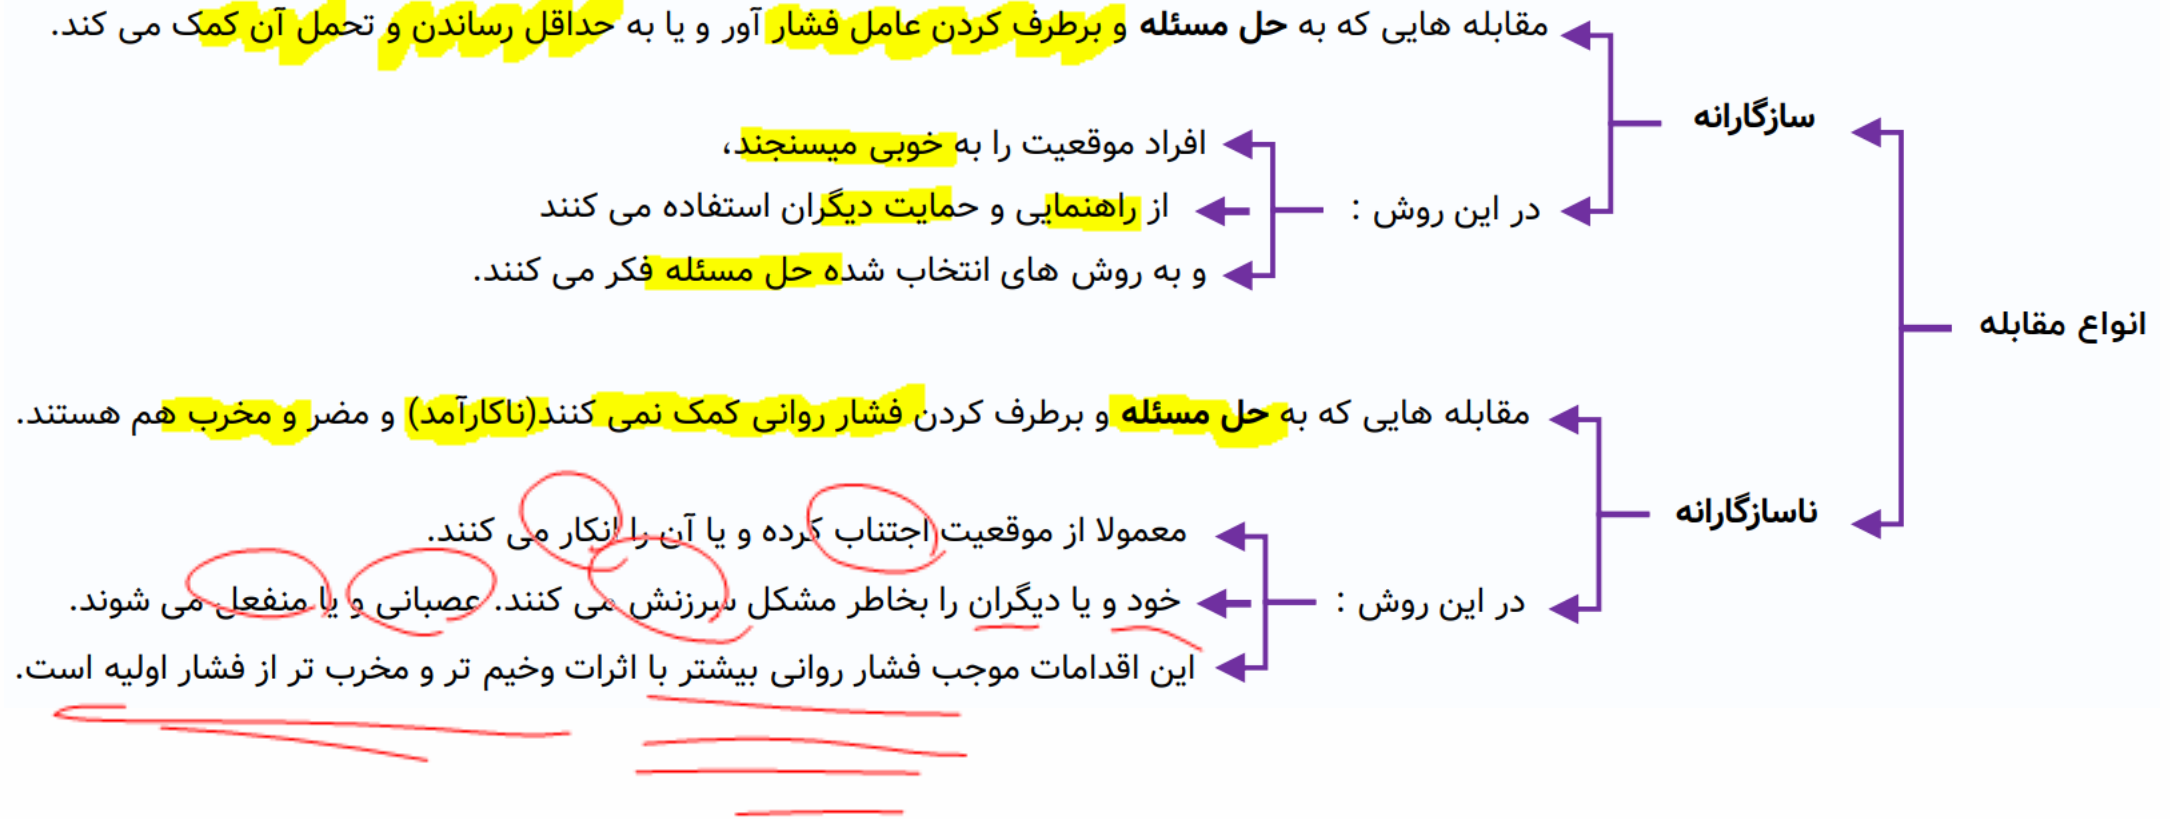 مقابله هایی که به حل مسئله و برطرف کردن عامل فشار آور و یا به حداقل رساندن و تحمل آن کمک می کند.
سازگارانه
افراد موقعیت را به خوبی میسنجند،
در این روش :
از راهنمایی و حمایت دیگران استفاده می کنند
و به روش های انتخاب شده حل مسئله فکر می کنند.
انواع مقابله
مقابله هایی که به حل مسئله و برطرف کردن فشار روانی کمک نمی کنند(ناکارآمد) و مضر و مخرب هم هستند.
ناسازگارانه
معمولا از موقعیت اجتناب کرده و یا آن را انکار می کنند.
در این روش :
خود و یا دیگران را بخاطر مشکل سرزنش می کنند. عصبانی و یا منفعل می شوند.
این اقدامات موجب فشار روانی بیشتر با اثرات وخیم تر و مخرب تر از فشار اولیه است.